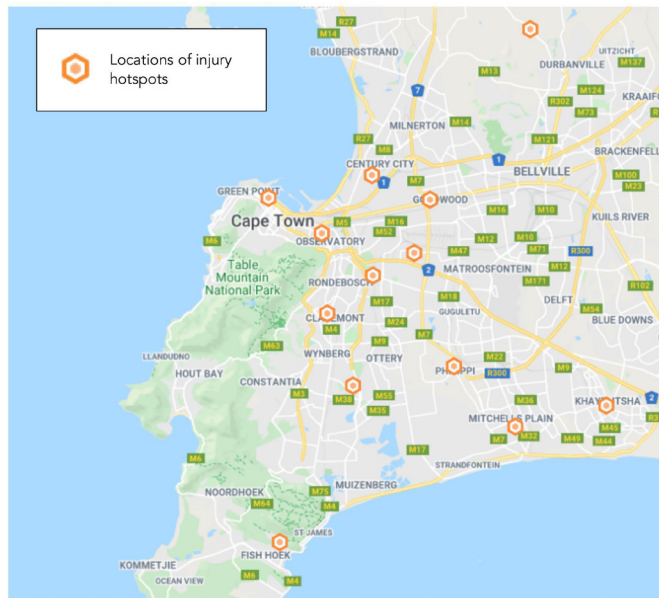 Locations of injury
hotspots
R27
M14
BLOUBERGSTRAND
UITZICHT
M137
DURBANVILLE
M13
7
M124
R302
KRAAIF
M73
MILNERTON
M14
R27
M121
M8
BRACKENFELL
CENTURY CITY
1
1
M7
BELLVILLE
M100
M23
GREEN POINT
M16
M10
KUILS RIVER
Cape Town
M5
M16
M52
M6
OBSERVATORY
M12
M10
M47
M71
R300
Table
Mountain
National Park
2
MATROOSFONTEIN
M12
RONDEBOSCH
M171
R102
M17
M18
DELFT
GUGULETU
M54
M24
BLUE DOWNS
M4
M7
M63
M9
WYNBERG
OTTERY
M22
LLANDUDNO
HOUT BAY
R300
M9
CONSTANTIA
M3
M38
M55
M36
2
M35
MITCHELLS PLAIN
M7
M32
M45
M49
M44
M17
M6
STRANDFONTEIN
NOORDHOEK
M75
MUIZENBERG
M64
M4
ST JAMES
FISH HOEK
KOMMETJIE
OCEAN VIEW
M6
M4